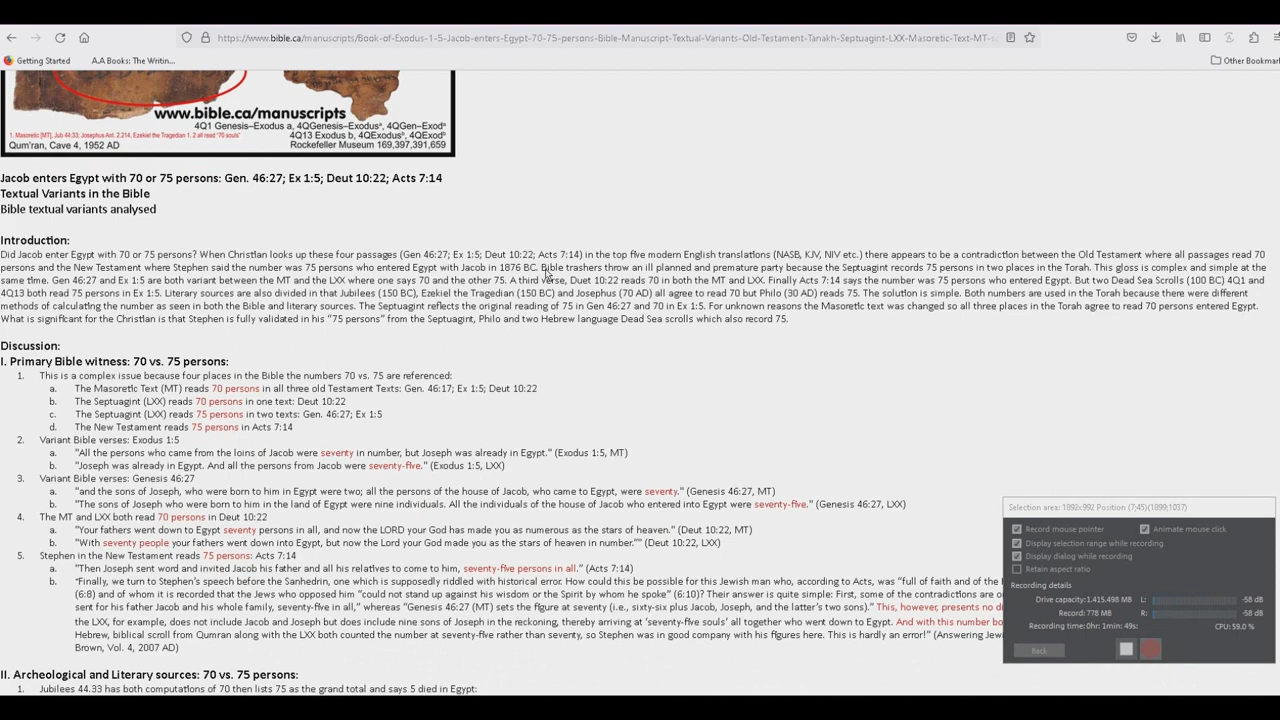 https://www.bible.ca/manuscripts/Book-of-Exodus-1-5-Jacob-enters-Egypt-70-75-persons-Bible-Manuscript-Textual-Variants-Old-Testament-Tanakh-Septuagint-LXX-Masoretic-Text-MT-s
Getting Started
A.A Books: The Writin...
Other Bookmar
www.bible.ca/manuscripts
4Q1 Genesis–Exodus a, 4QGenesis–Exodusᵃ, 4QGen–Exodᵃ
1. Masoretic [MT], Jub 44:33; Josephus Ant. 2.214, Ezekiel the Tragedian 1. 2 all read "70 souls"
4Q13 Exodus b, 4QExodusᵇ, 4QExodᵇ
Qum'ran, Cave 4, 1952 AD
Rockefeller Museum 169,397,391,659
Jacob enters Egypt with 70 or 75 persons: Gen. 46:27; Ex 1:5; Deut 10:22; Acts 7:14
Textual Variants in the Bible
Bible textual variants analysed
Introduction:
Did Jacob enter Egypt with 70 or 75 persons? When Christian looks up these four passages (Gen 46:27; Ex 1:5; Deut 10:22; Acts 7:14) in the top five modern English translations (NASB, KJV, NIV etc.) there appears to be a contradiction between the Old Testament where all passages read 70
persons and the New Testament where Stephen said the number was 75 persons who entered Egypt with Jacob in 1876 BC. Bible trashers throw an ill planned and premature party because the Septuagint records 75 persons in two places in the Torah. This gloss is complex and simple at the
same time. Gen 46:27 and Ex 1:5 are both variant between the MT and the LXX where one says 70 and the other 75. A third verse, Duet 10:22 reads 70 in both the MT and LXX. Finally Acts 7:14 says the number was 75 persons who entered Egypt. But two Dead Sea Scrolls (100 BC) 4Q1 and
4Q13 both read 75 persons in Ex 1:5. Literary sources are also divided in that Jubilees (150 BC), Ezekiel the Tragedian (150 BC) and Josephus (70 AD) all agree to read 70 but Philo (30 AD) reads 75. The solution is simple. Both numbers are used in the Torah because there were different
methods of calculating the number as seen in both the Bible and literary sources. The Septuagint reflects the original reading of 75 in Gen 46:27 and 70 in Ex 1:5. For unknown reasons the Masoretic text was changed so all three places in the Torah agree to read 70 persons entered Egypt.
What is significant for the Christian is that Stephen is fully validated in his "75 persons" from the Septuagint, Philo and two Hebrew language Dead Sea scrolls which also record 75.
Discussion:
I. Primary Bible witness: 70 vs. 75 persons:
1. This is a complex issue because four places in the Bible the numbers 70 vs. 75 are referenced:
a. The Masoretic Text (MT) reads 70 persons in all three old Testament Texts: Gen. 46:17; Ex 1:5; Deut 10:22
b. The Septuagint (LXX) reads 70 persons in one text: Deut 10:22
c. The Septuagint (LXX) reads 75 persons in two texts: Gen. 46:27; Ex 1:5
d. The New Testament reads 75 persons in Acts 7:14
2. Variant Bible verses: Exodus 1:5
a. "All the persons who came from the loins of Jacob were seventy in number, but Joseph was already in Egypt." (Exodus 1:5, MT)
b. "Joseph was already in Egypt. And all the persons from Jacob were seventy-five." (Exodus 1:5, LXX)
3. Variant Bible verses: Genesis 46:27
a. "and the sons of Joseph, who were born to him in Egypt were two; all the persons of the house of Jacob, who came to Egypt, were seventy." (Genesis 46:27, MT)
b. "The sons of Joseph, who were born to him in the land of Egypt were nine individuals. All the individuals of the house of Jacob who entered into Egypt were seventy-five." (Genesis 46:27, LXX)
4. The MT and LXX both read 70 persons in Deut 10:22
a. "Your fathers went down to Egypt seventy persons in all, and now the LORD your God has made you as numerous as the stars of heaven." (Deut 10:22, MT)
b. "With seventy people your fathers went down into Egypt, but now the Lord your God made you as the stars of heaven in number."" (Deut 10:22, LXX)
5. Stephen in the New Testament reads 75 persons: Acts 7:14
a. "Then Joseph sent word and invited Jacob his father and all his relatives to come to him, seventy-five persons in all." (Acts 7:14)
b. "Finally, we turn to Stephen's speech before the Sanhedrin, one which is supposedly riddled with historical error. How could this be possible for this Jewish man who, according to Acts, was "full of faith and of the
(6:8) and of whom it is recorded that the Jews who opposed him "could not stand up against his wisdom or the Spirit by whom he spoke" (6:10)? Their answer is quite simple: First, some of the contradictions are o
sent for his father Jacob and his whole family, seventy-five in all," whereas "Genesis 46:27 (MT) sets the figure at seventy (i.e., sixty-six plus Jacob, Joseph, and the latter's two sons)." This, however, presents no di
the LXX, for example, does not include Jacob and Joseph but does include nine sons of Joseph in the reckoning, thereby arriving at 'seventy-five souls' all together who went down to Egypt. And with this number bo
Hebrew, biblical scroll from Qumran along with the LXX both counted the number at seventy-five rather than seventy, so Stephen was in good company with his figures here. This is hardly an error!" (Answering Jewi
Brown, Vol. 4, 2007 AD)
II. Archeological and Literary sources: 70 vs. 75 persons:
1. Jubilees 44.33 has both computations of 70 then lists 75 as the grand total and says 5 died in Egypt:
Selection area: 1892x992 Position (7;45)(1899;1037)
Record mouse pointer
Animate mouse click
Display selection range while recording
Display dialog while recording
Retain aspect ratio
Recording details
Drive capacity:1.415.498 MB
L:
-58 dB
Record: 778 MB
R:
-58 dB
Recording time:0hr: 1min: 49s:
CPU:59.0 %
Back